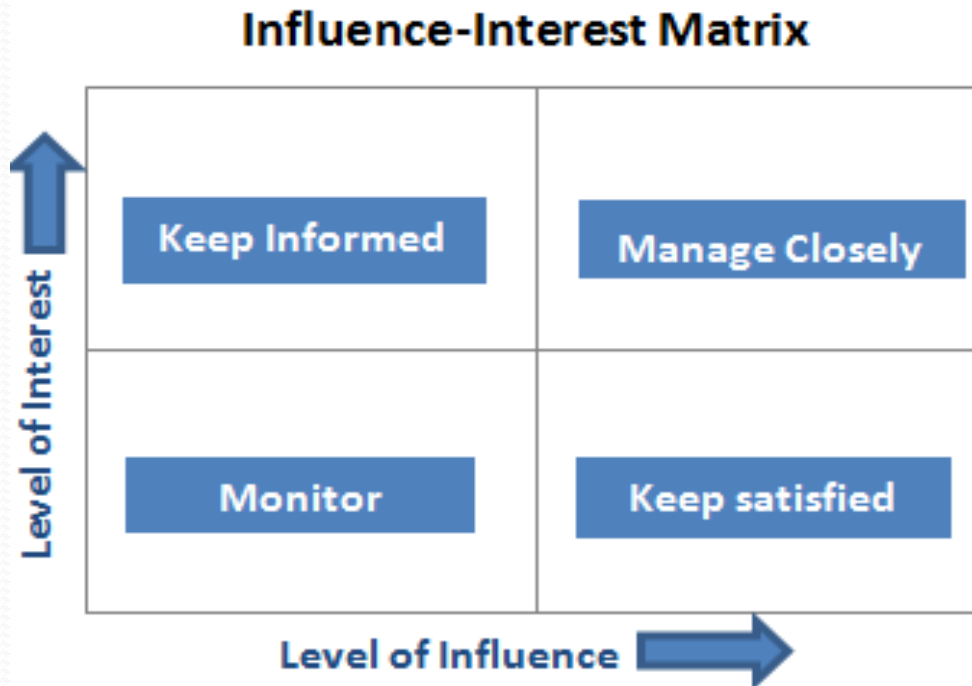 Influence-Interest Matrix
Keep Informed
Manage Closely
Level of Interest
Monitor
Keep satisfied
Level of Influence